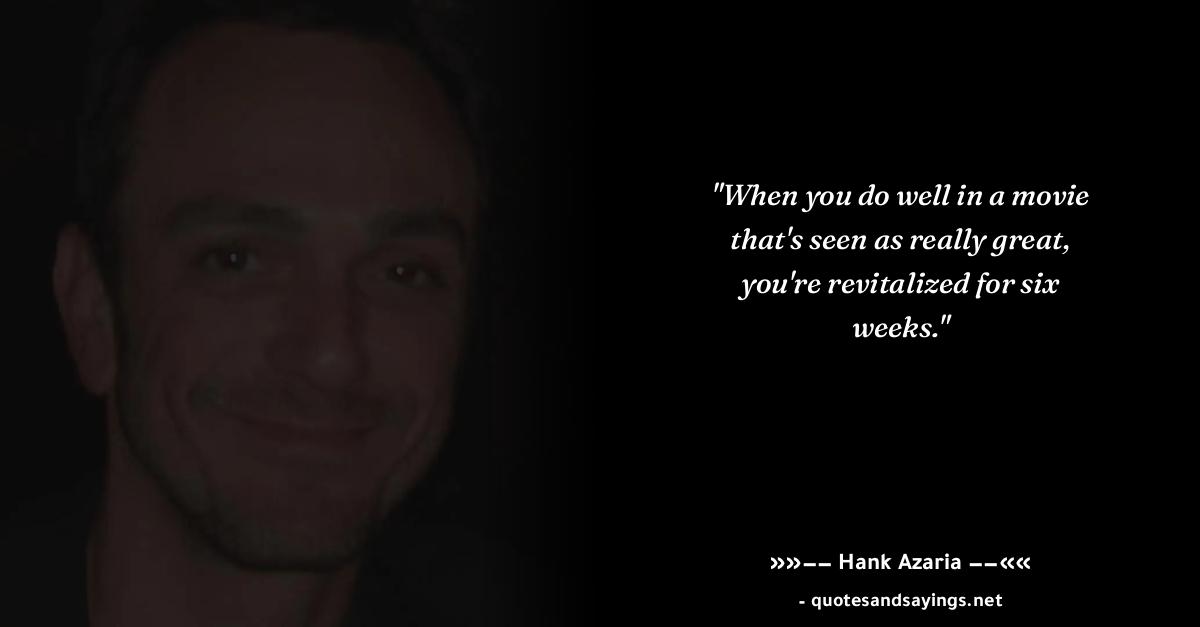 "When you do well in a movie
that's seen as really great,
you're revitalized for six
weeks."
»»−− Hank Azaria −−««
- quotesandsayings.net